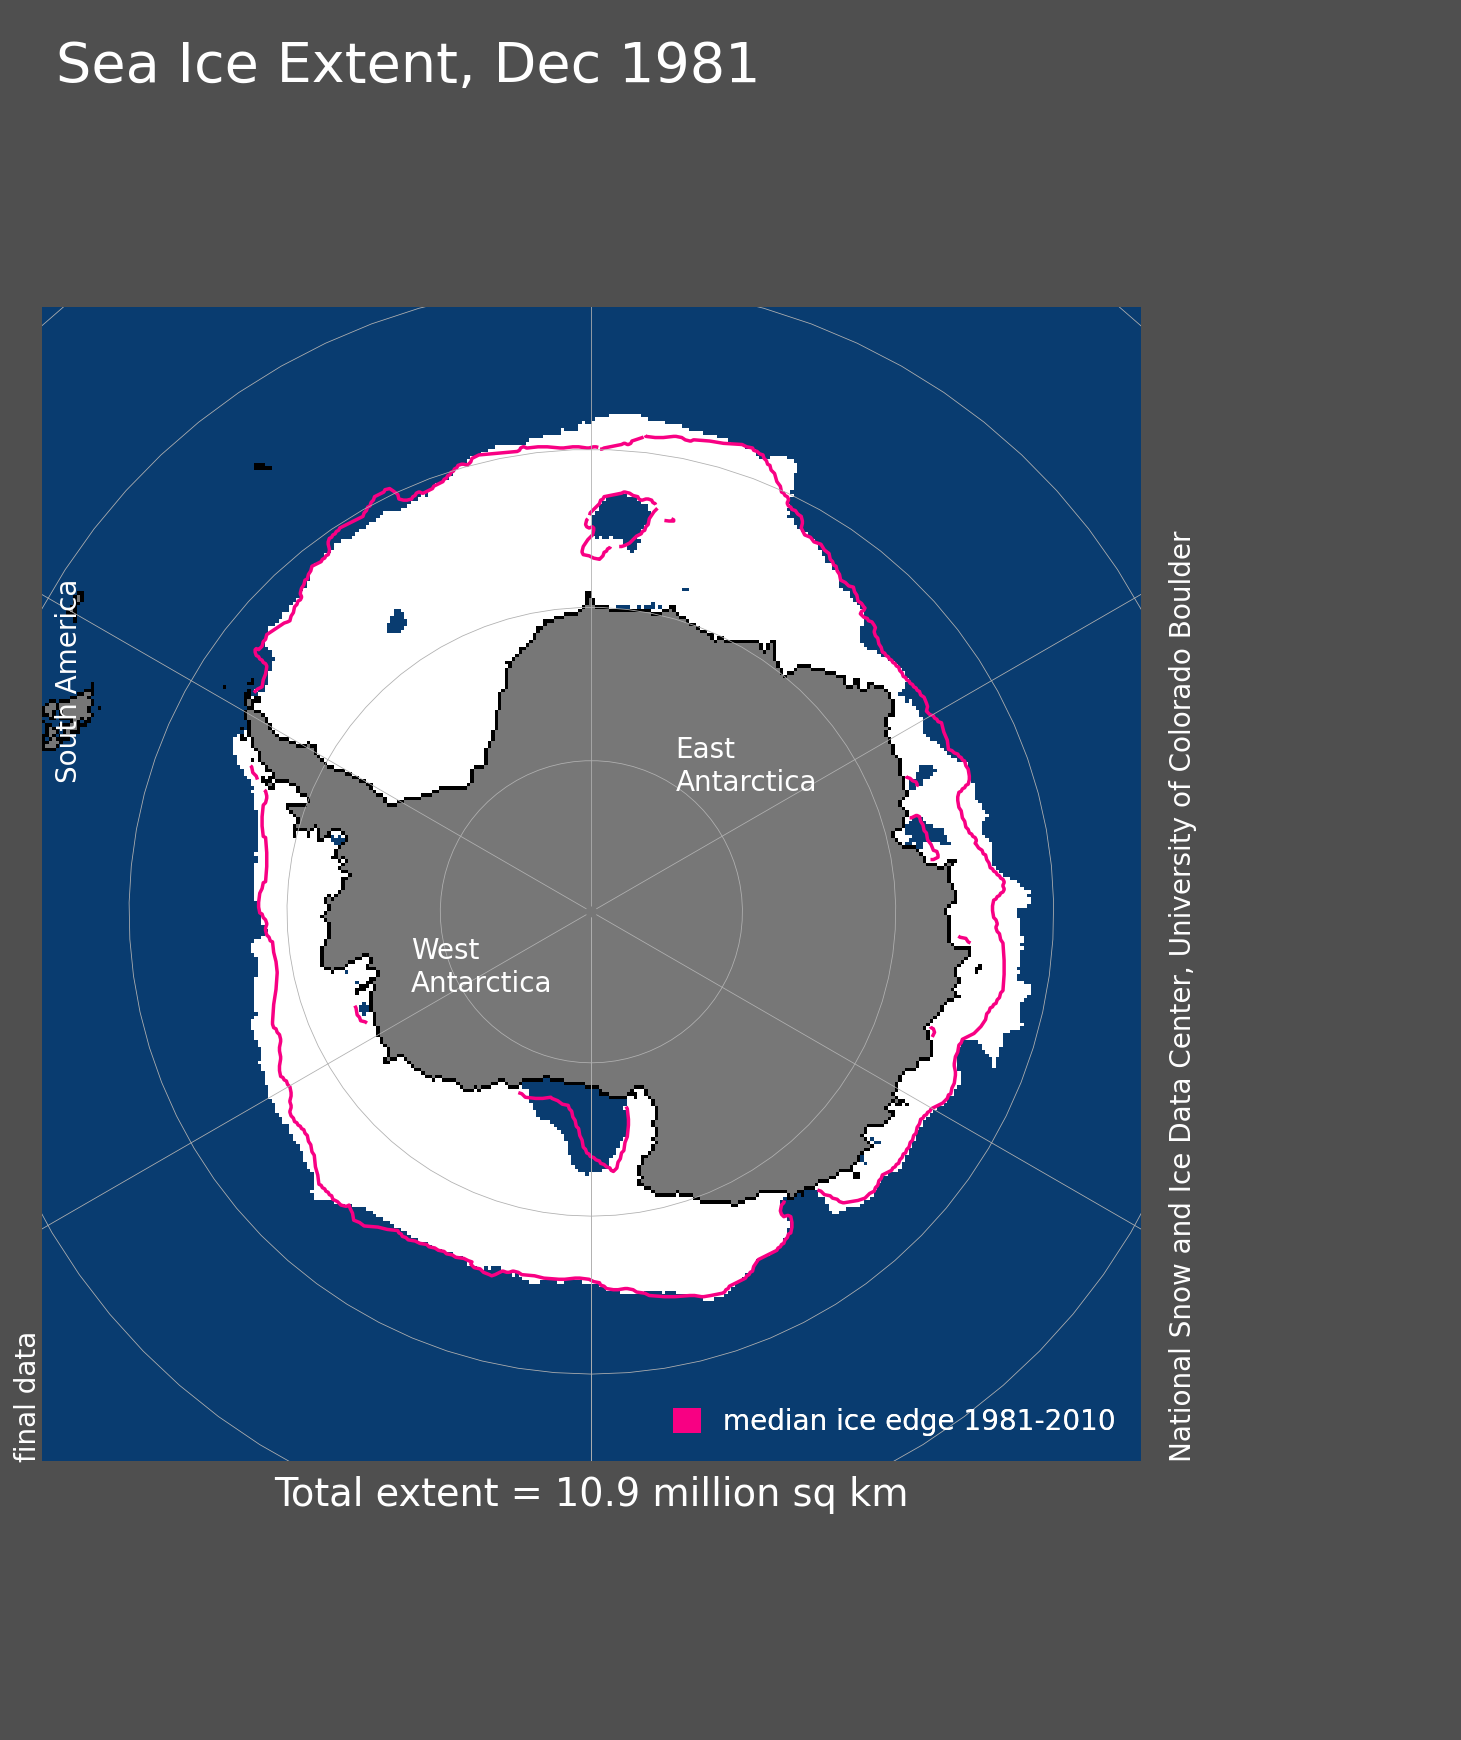 Sea Ice Extent, Dec 1981
South America
East
Antarctica
West
Antarctica
final data
National Snow and Ice Data Center, University of Colorado Boulder
median ice edge 1981-2010
Total extent = 10.9 million sq km